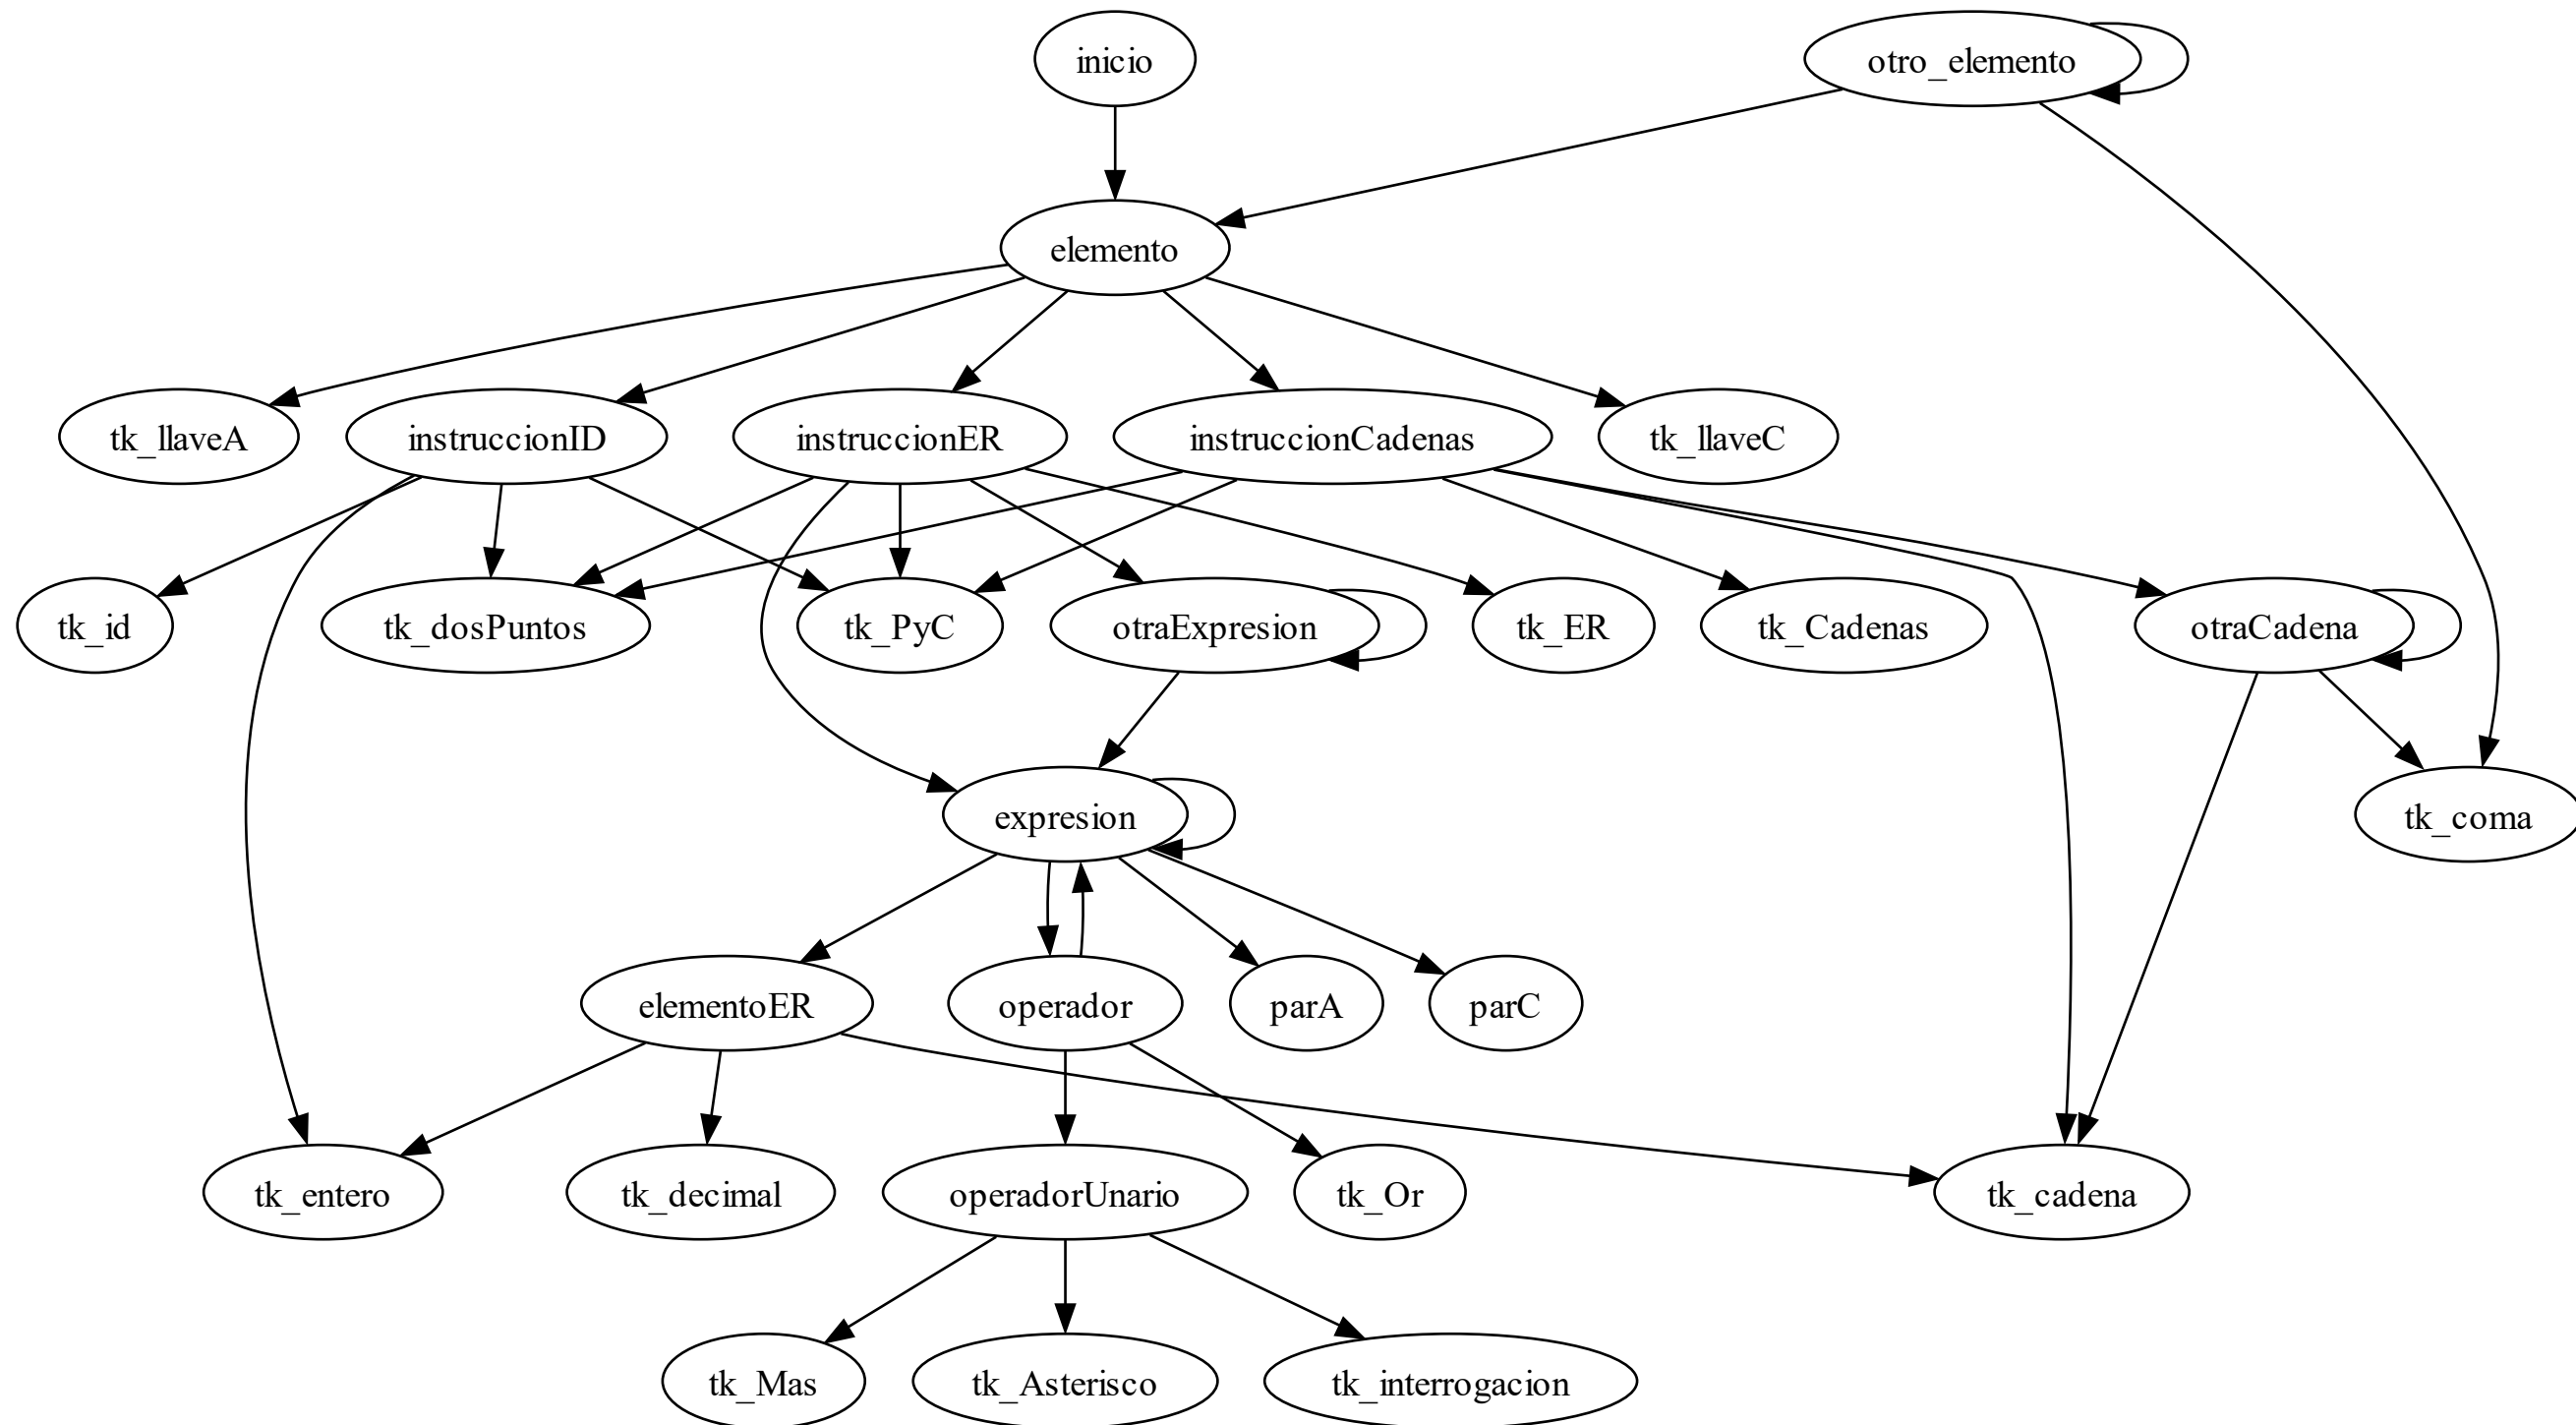 inicio
otro_elemento
elemento
tk_llaveA
instruccionID
instruccionER
instruccionCadenas
tk_llaveC
tk_id
tk_dosPuntos
tk_PyC
otraExpresion
tk_ER
tk_Cadenas
otraCadena
expresion
tk_coma
elementoER
operador
parA
parC
tk_entero
tk_decimal
operadorUnario
tk_Or
tk_cadena
tk_Mas
tk_Asterisco
tk_interrogacion